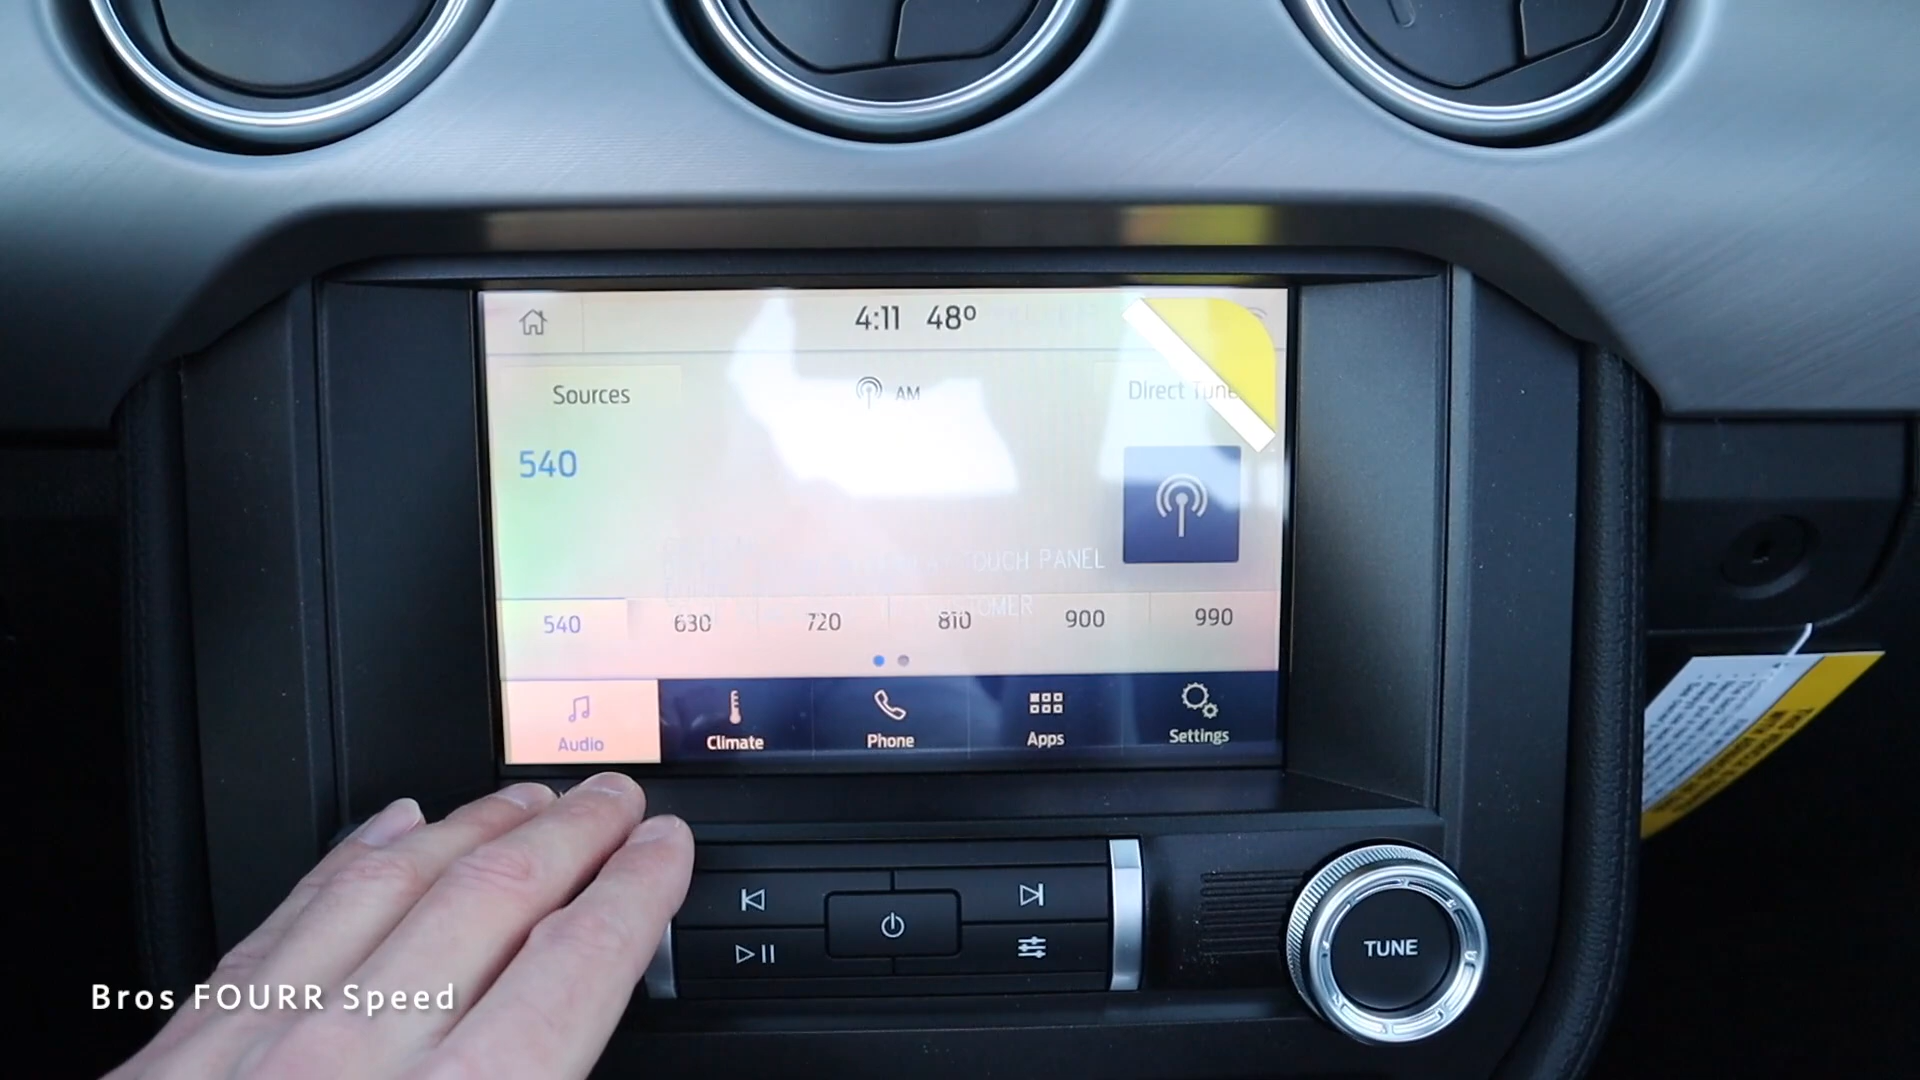 4:11 48°
Sources
AM
Direct Tune
540
TOUCH PANEL
540 630 720 810 900 990
Audio
Climate
Phone
Apps
Settings
TUNE
Bros FOURR Speed